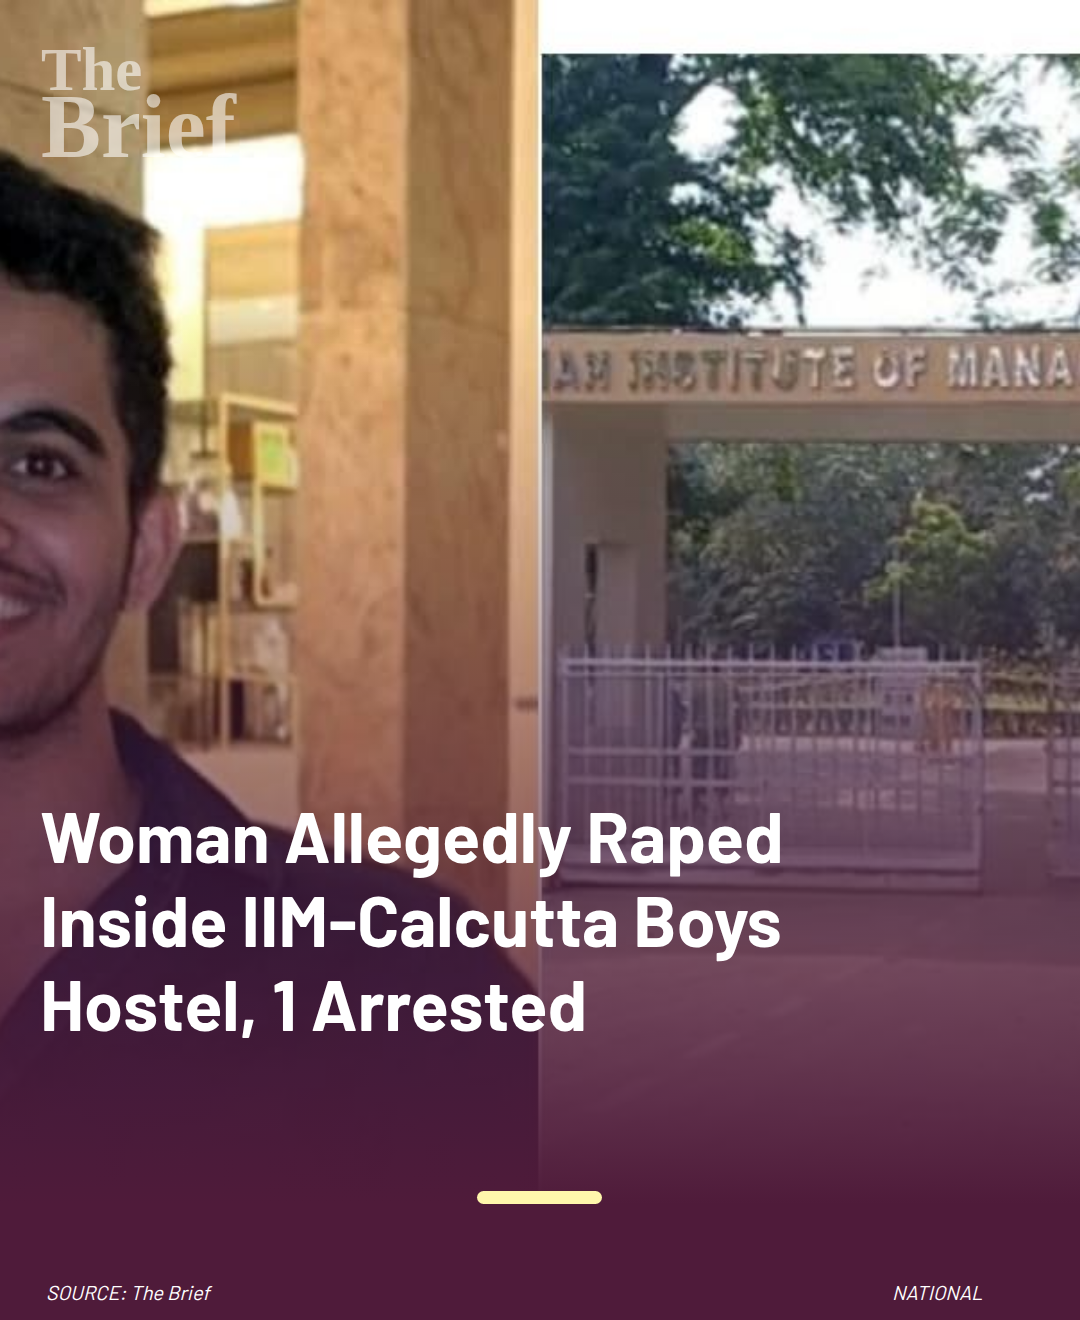 The
Brief
INSTITUTE OF MANA
Woman Allegedly Raped
Inside IIM-Calcutta Boys
Hostel, 1 Arrested
SOURCE: The Brief
NATIONAL